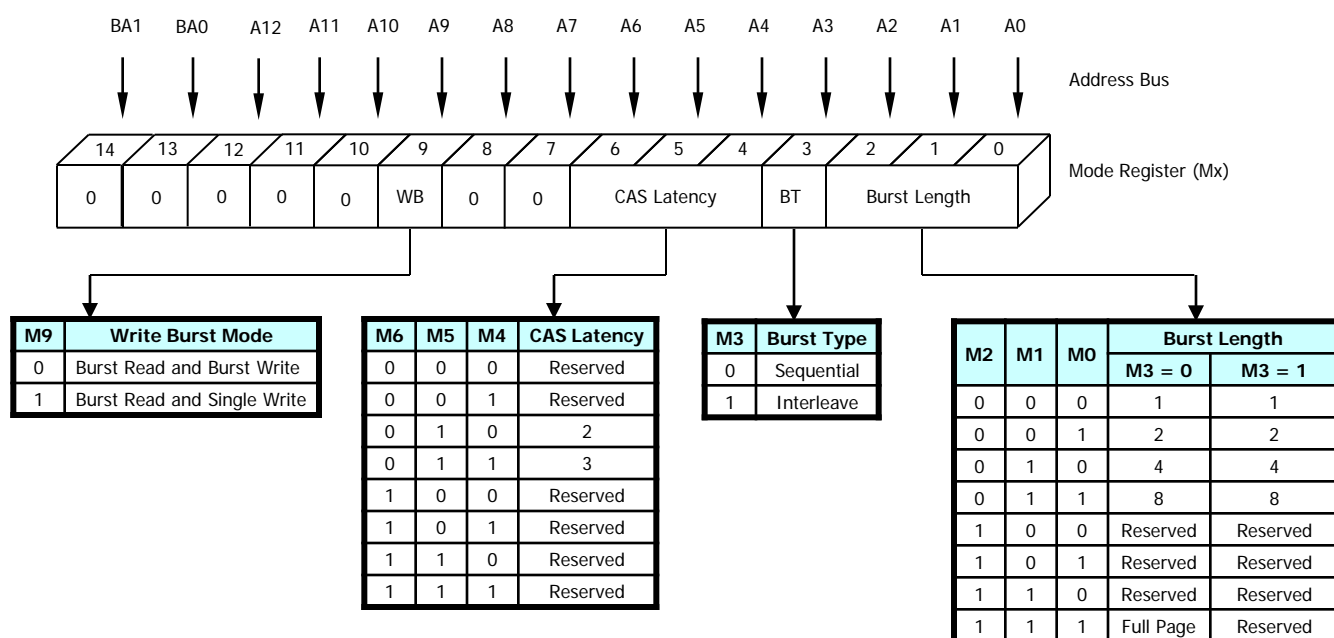 BA1 BA0 A12 A11 A10 A9 A8 A7 A6 A5 A4 A3 A2 A1 A0
Address Bus
14 13 12 11 10 9 8 7 6 5 4 3 2 1 0
Mode Register (Mx)
0 0 0 0 0 WB 0 0 CAS Latency BT Burst Length
M9 Write Burst Mode
0 Burst Read and Burst Write
1 Burst Read and Single Write
M6 M5 M4 CAS Latency
0 0 0 Reserved
0 0 1 Reserved
0 1 0 2
0 1 1 3
1 0 0 Reserved
1 0 1 Reserved
1 1 0 Reserved
1 1 1 Reserved
M3 Burst Type
0 Sequential
1 Interleave
M2 M1 M0 Burst Length
M3 = 0 M3 = 1
0 0 0 1 1
0 0 1 2 2
0 1 0 4 4
0 1 1 8 8
1 0 0 Reserved Reserved
1 0 1 Reserved Reserved
1 1 0 Reserved Reserved
1 1 1 Full Page Reserved